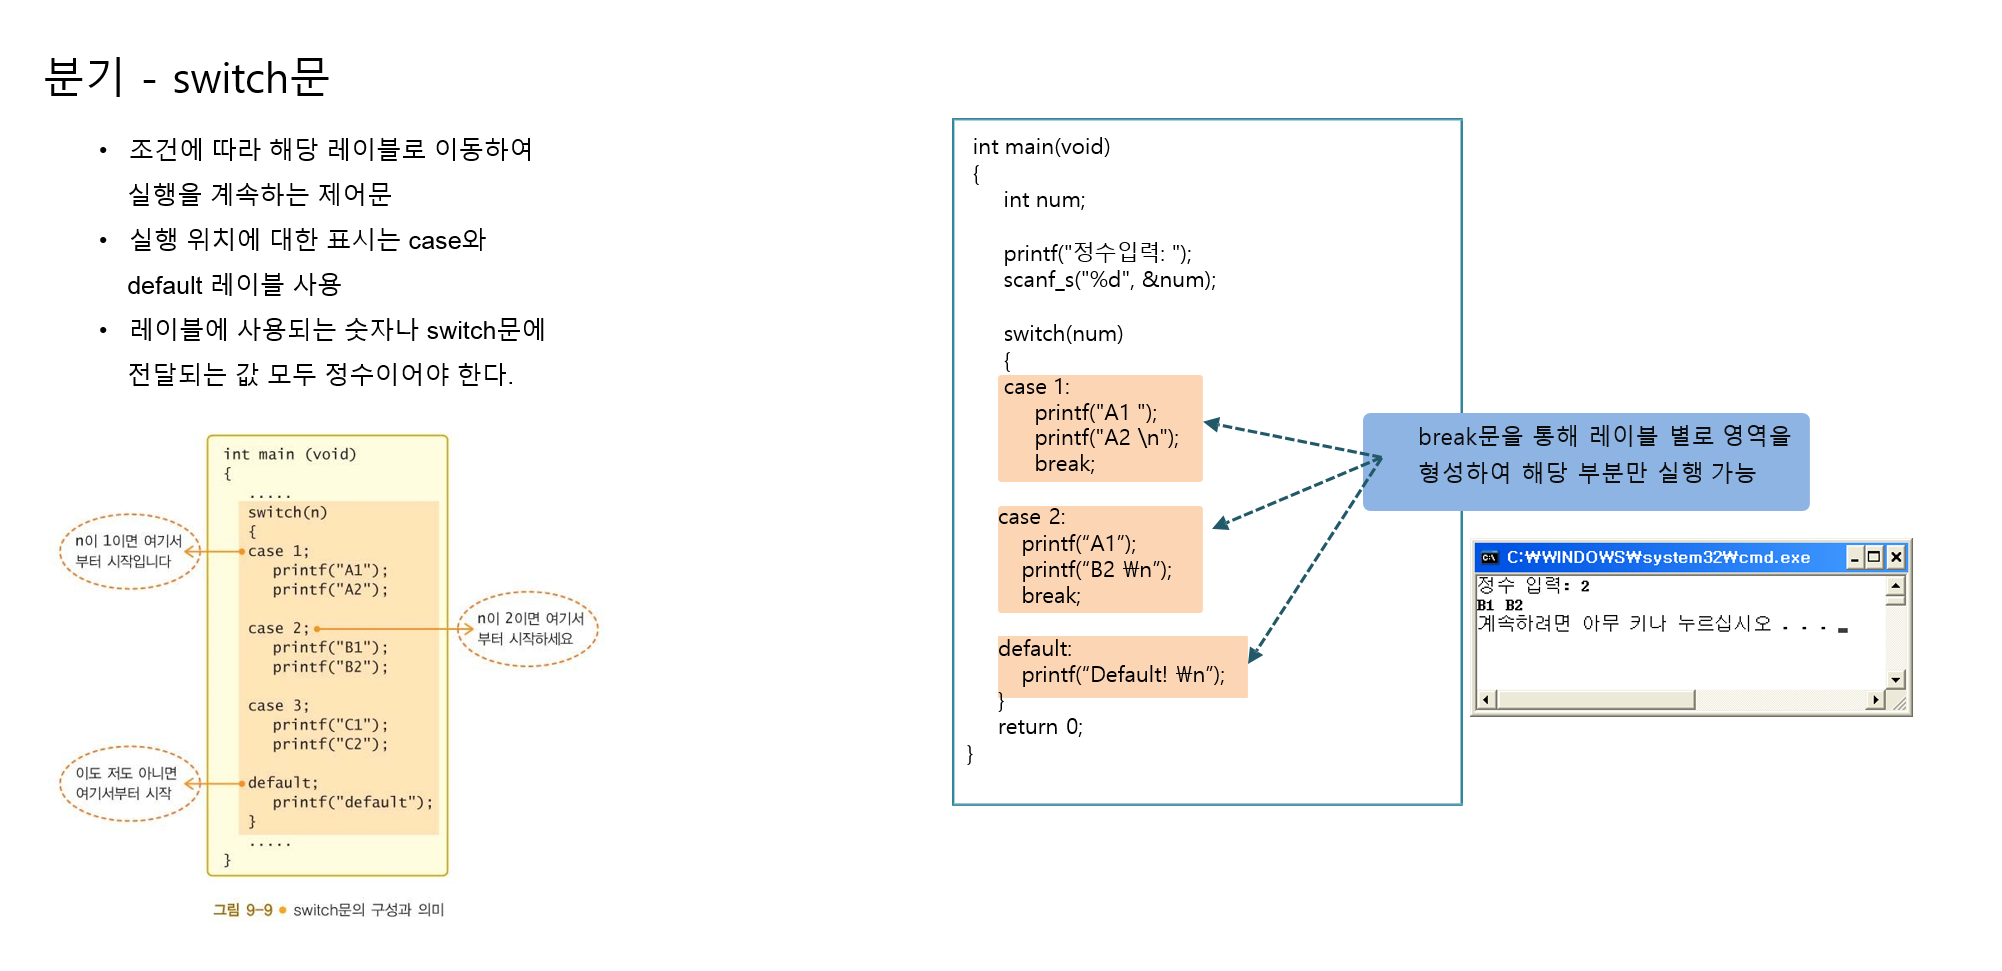 분기 - switch문
• 조건에 따라 해당 레이블로 이동하여
실행을 계속하는 제어문
• 실행 위치에 대한 표시는 case와
default 레이블 사용
• 레이블에 사용되는 숫자나 switch문에
전달되는 값 모두 정수이어야 한다.
int main (void)
{
.....
switch(n)
{
case 1;
printf("A1");
printf("A2");
case 2;
printf("B1");
printf("B2");
case 3;
printf("C1");
printf("C2");
default;
printf("default");
}
.....
}
n이 1이면 여기서
부터 시작입니다
n이 2이면 여기서
부터 시작하세요
이도 저도 아니면
여기서부터 시작
그림 9-9 ● switch문의 구성과 의미
int main(void)
{
int num;
printf("정수입력: ");
scanf_s("%d", &num);
switch(num)
{
case 1:
printf("A1 ");
printf("A2 \n");
break;
case 2:
printf(“A1”);
printf(“B2 ₩n”);
break;
default:
printf(“Default! ₩n”);
}
return 0;
}
break문을 통해 레이블 별로 영역을
형성하여 해당 부분만 실행 가능
C:₩WINDOWS₩system32₩cmd.exe
정수 입력: 2
B1 B2
계속하려면 아무 키나 누르십시오 . . . _